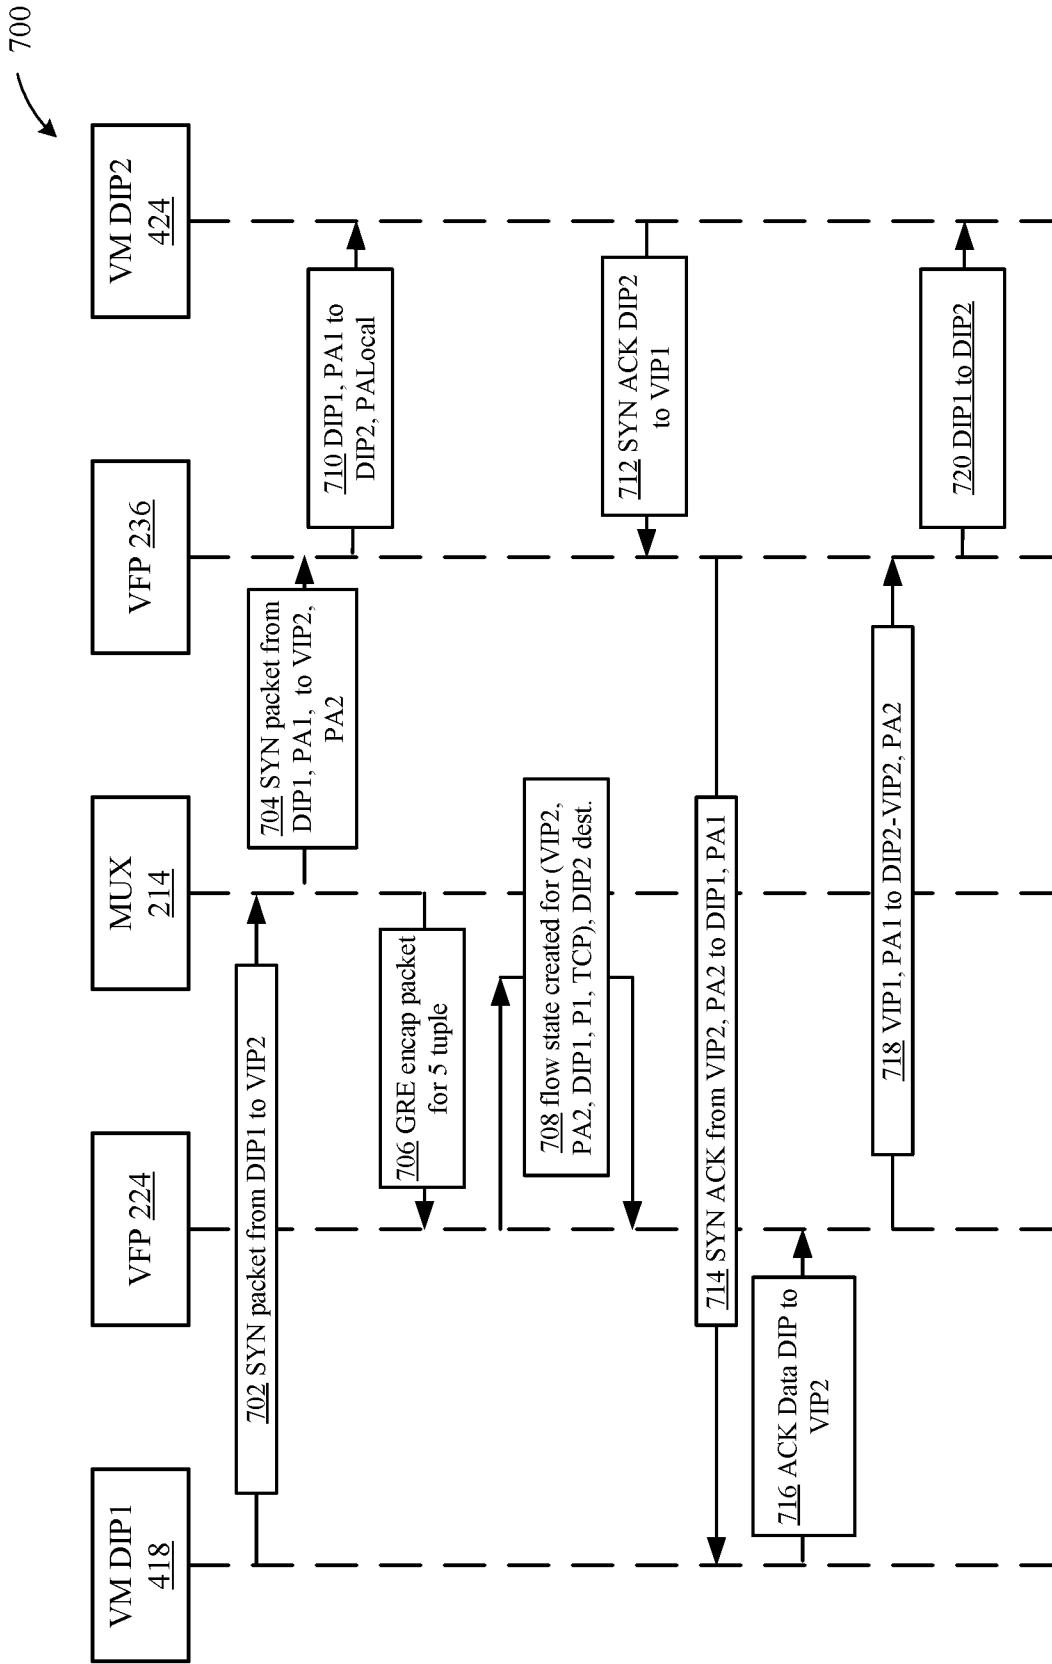 700
VM DIP1
418
VFP 224
MUX
214
VFP 236
VM DIP2
424
702 SYN packet from DIP1 to VIP2
704 SYN packet from
DIP1, PA1, to VIP2,
PA2
710 DIP1, PA1 to
DIP2, PALocal
706 GRE encap packet
for 5 tuple
708 flow state created for (VIP2,
PA2, DIP1, P1, TCP), DIP2 dest.
712 SYN ACK DIP2
to VIP1
714 SYN ACK from VIP2, PA2 to DIP1, PA1
716 ACK Data DIP to
VIP2
718 VIP1, PA1 to DIP2-VIP2, PA2
720 DIP1 to DIP2